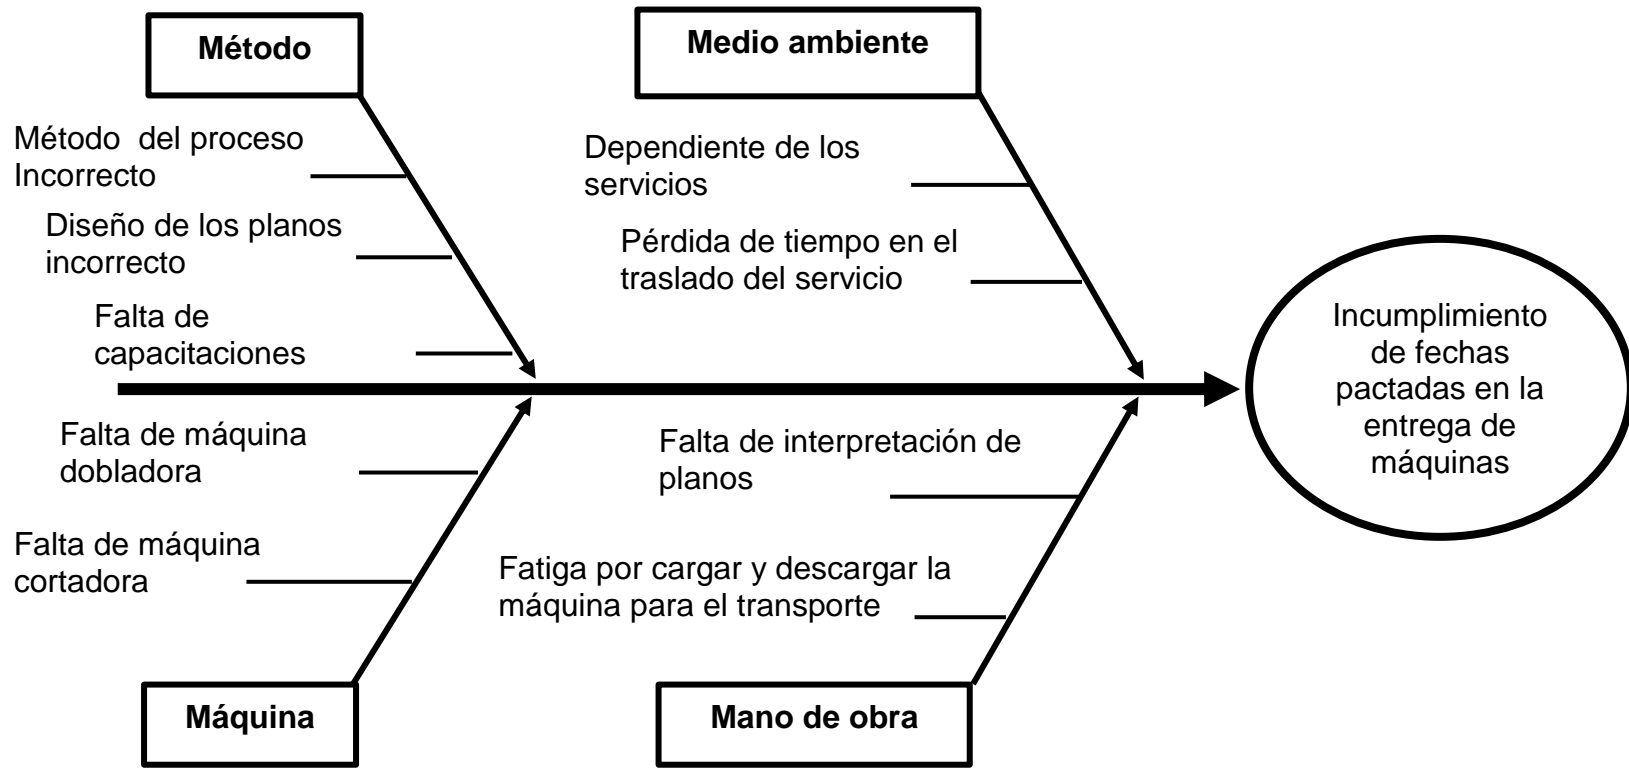 Método
Medio ambiente
Método  del proceso
Incorrecto
Diseño de los planos
incorrecto
Falta de
capacitaciones
Dependiente de los
servicios
Pérdida de tiempo en el
traslado del servicio
Incumplimiento
de fechas
pactadas en la
entrega de
máquinas
Falta de máquina
dobladora
Falta de máquina
cortadora
Falta de interpretación de
planos
Fatiga por cargar y descargar la
máquina para el transporte
Máquina
Mano de obra